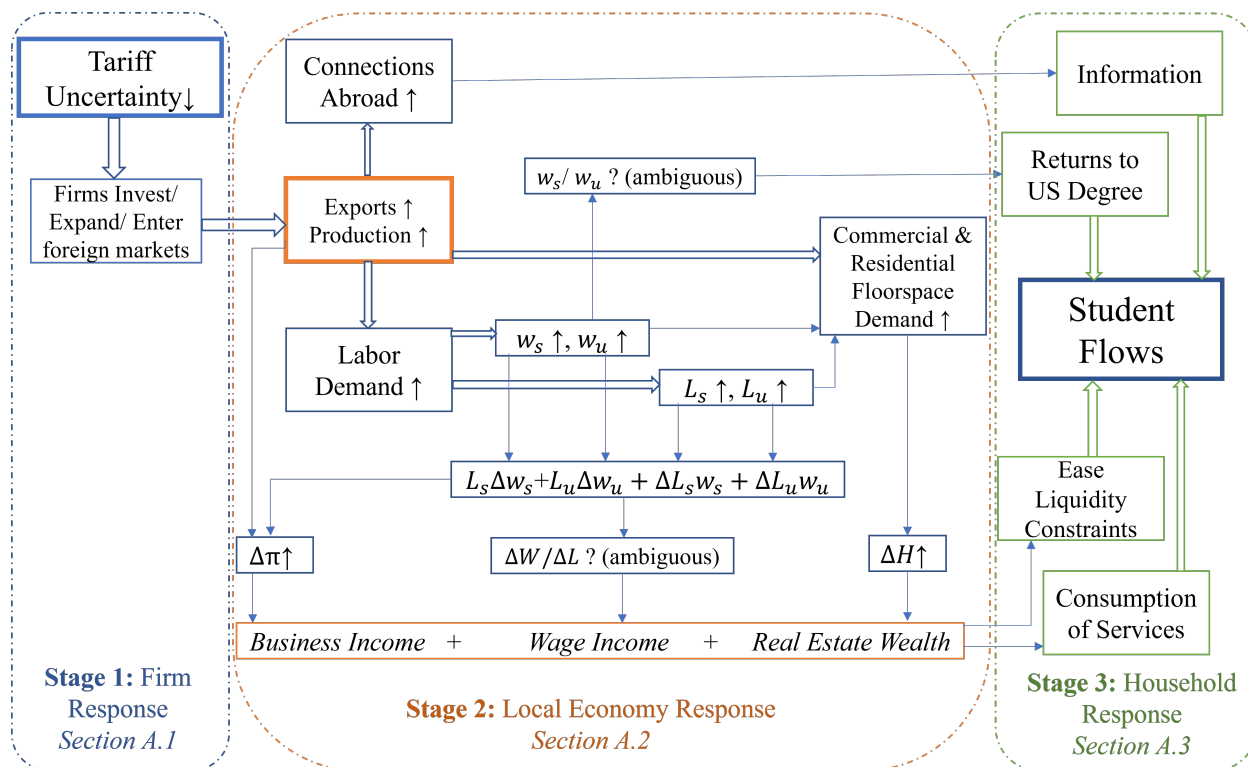 Tariff
Uncertainty↓
Firms Invest/
Expand/ Enter
foreign markets
Stage 1: Firm
Response
Section A.1
Connections
Abroad ↑
Exports ↑
Production ↑
Labor
Demand ↑
w_s/ w_u ? (ambiguous)
w_s ↑, w_u ↑
L_s ↑, L_u ↑
Commercial &
Residential
Floorspace
Demand ↑
L_sΔw_s+L_uΔw_u + ΔL_sw_s + ΔL_uw_u
Δπ↑
ΔW/ΔL ? (ambiguous)
ΔH↑
Business Income + Wage Income + Real Estate Wealth
Stage 2: Local Economy Response
Section A.2
Information
Returns to
US Degree
Student
Flows
Ease
Liquidity
Constraints
Consumption
of Services
Stage 3: Household
Response
Section A.3